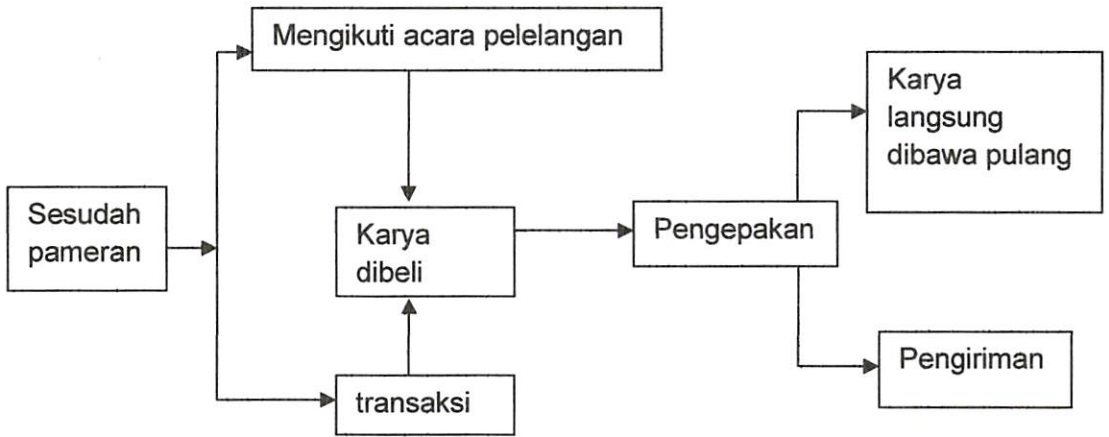 Mengikuti acara pelelangan
Karya
langsung
dibawa pulang
Sesudah
pameran
Karya
dibeli
Pengepakan
Pengiriman
transaksi